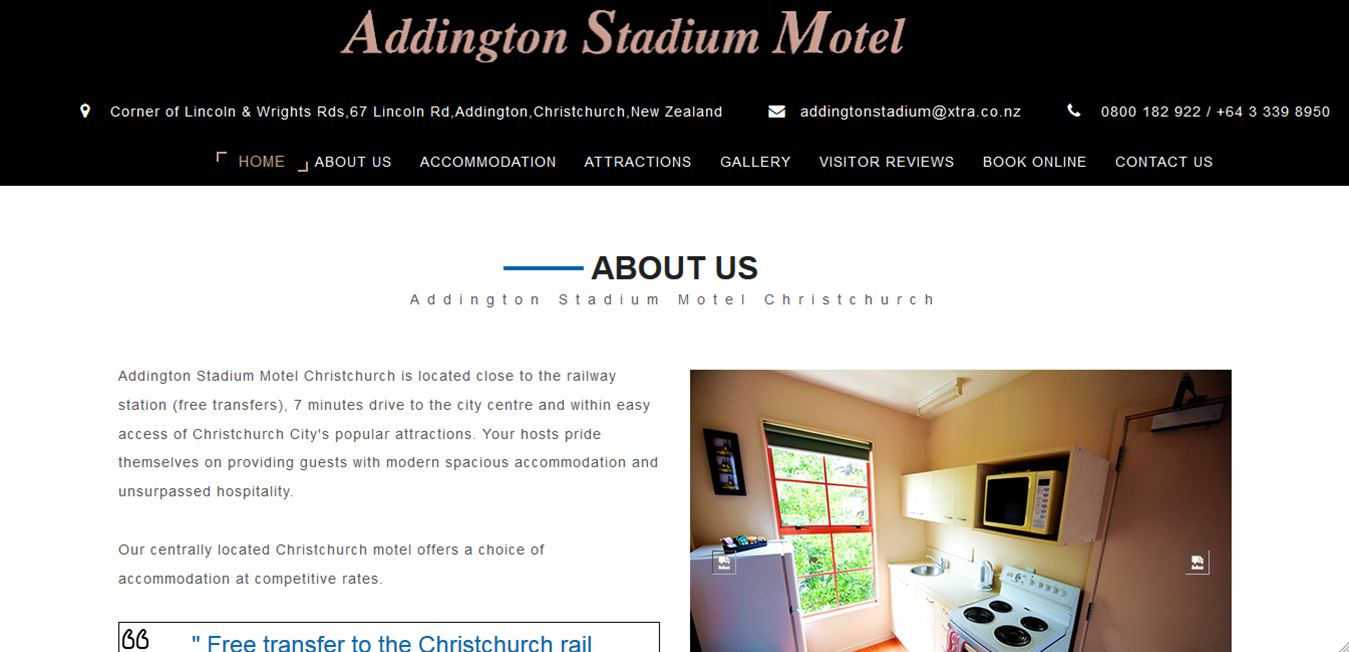 Addington Stadium Motel
Corner of Lincoln & Wrights Rds,67 Lincoln Rd,Addington,Christchurch,New Zealand
addingtonstadium@xtra.co.nz
0800 182 922 / +64 3 339 8950
HOME
ABOUT US
ACCOMMODATION
ATTRACTIONS
GALLERY
VISITOR REVIEWS
BOOK ONLINE
CONTACT US
ABOUT US
Addington Stadium Motel Christchurch
Addington Stadium Motel Christchurch is located close to the railway
station (free transfers), 7 minutes drive to the city centre and within easy
access of Christchurch City's popular attractions. Your hosts pride
themselves on providing guests with modern spacious accommodation and
unsurpassed hospitality.
Our centrally located Christchurch motel offers a choice of
accommodation at competitive rates.
" Free transfer to the Christchurch rail